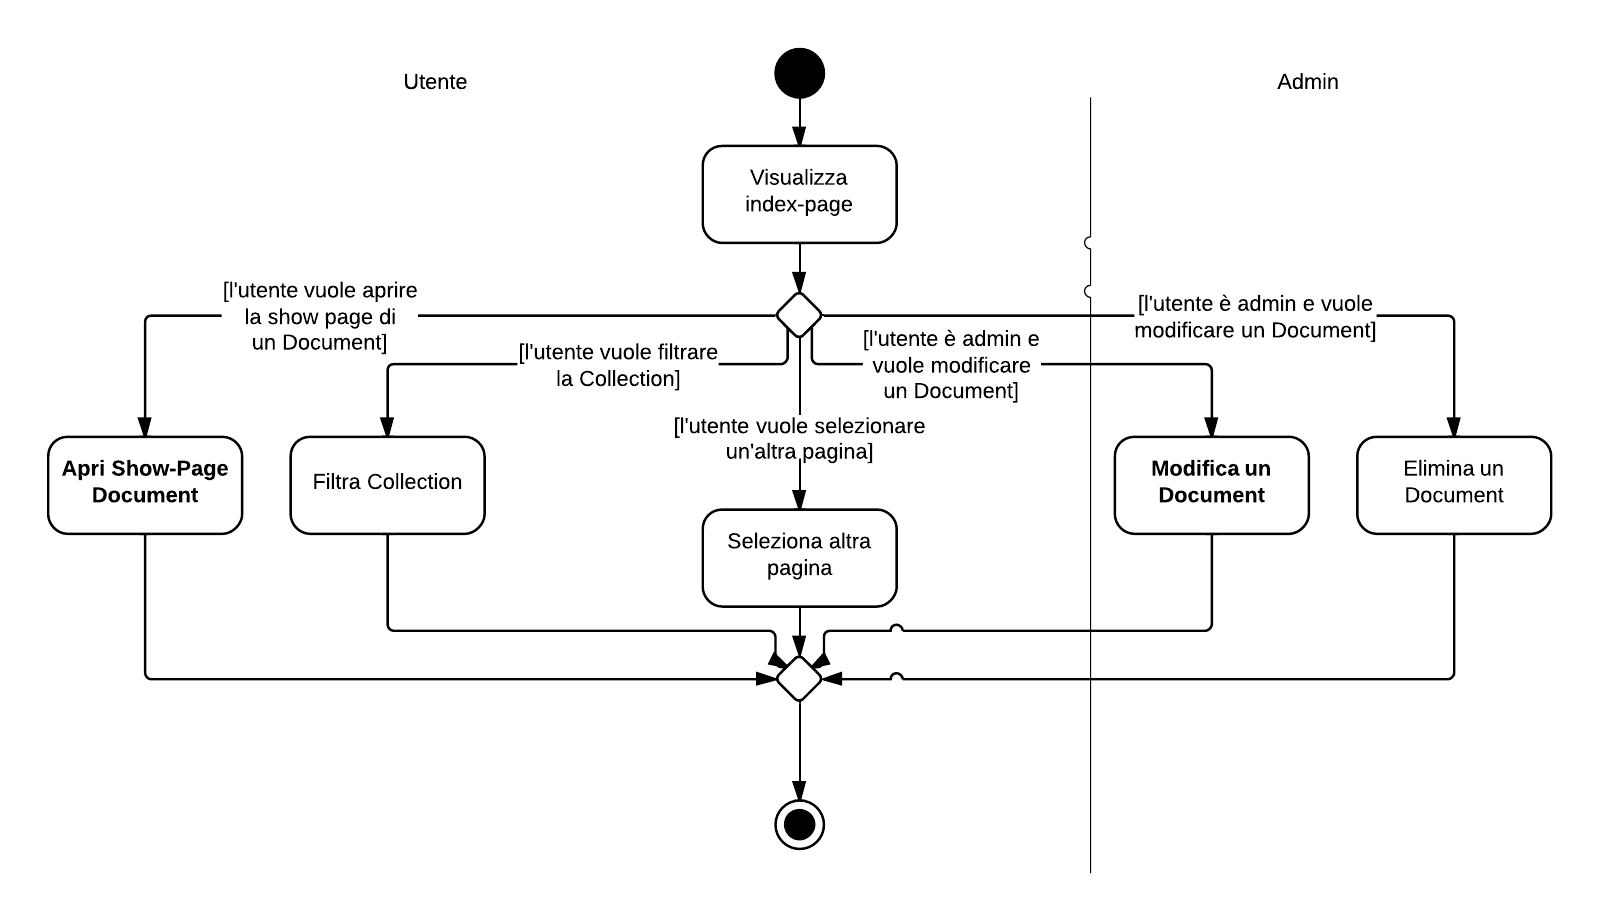 Utente
Admin
Visualizza
index-page
[l'utente vuole aprire
la show page di
un Document]
[l'utente vuole filtrare
la Collection]
[l'utente vuole selezionare
un'altra pagina]
[l'utente è admin e
vuole modificare
un Document]
[l'utente è admin e vuole
modificare un Document]
Apri Show-Page
Document
Filtra Collection
Seleziona altra
pagina
Modifica un
Document
Elimina un
Document